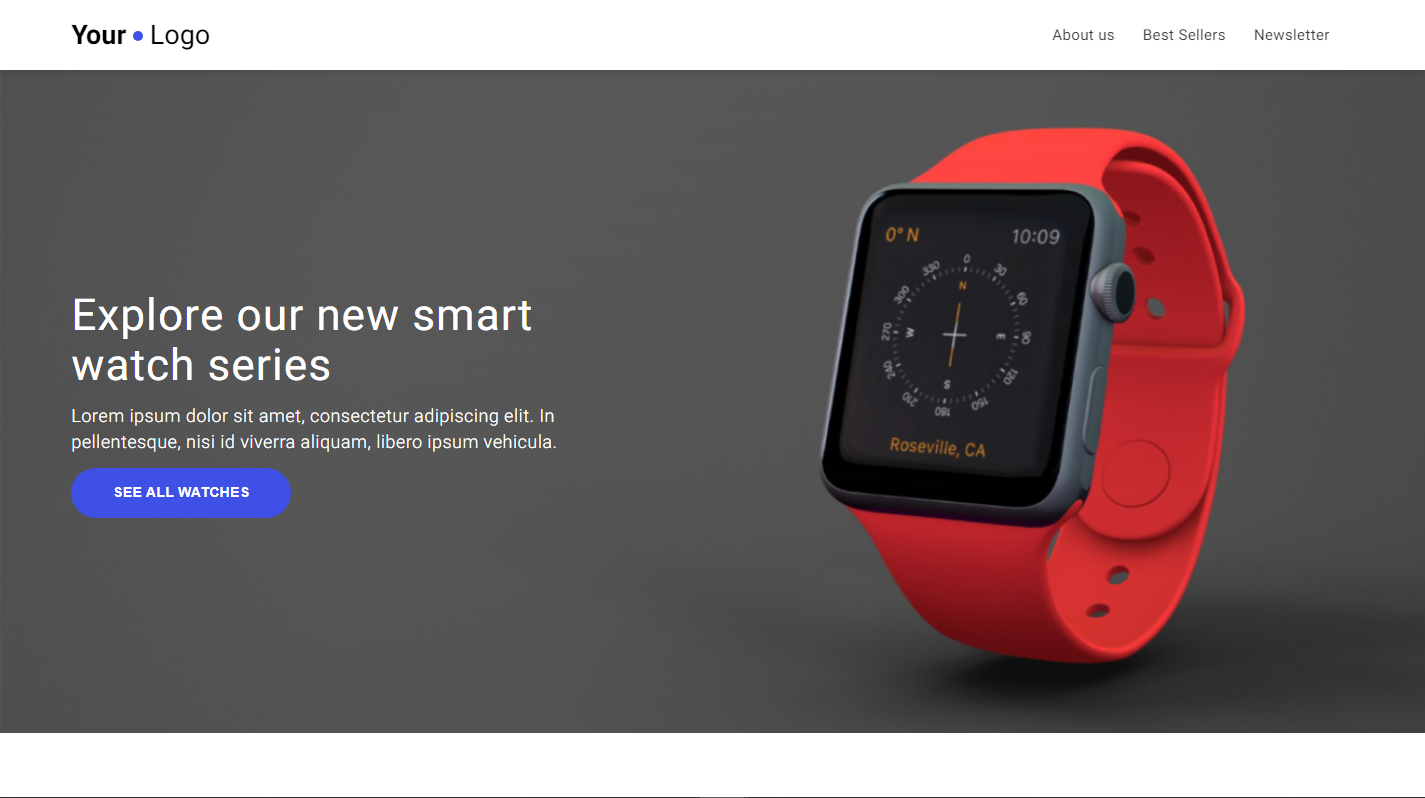 Your • Logo
About us
Best Sellers
Newsletter
Explore our new smart
watch series
Lorem ipsum dolor sit amet, consectetur adipiscing elit. In
pellentesque, nisi id viverra aliquam, libero ipsum vehicula.
SEE ALL WATCHES
0° N
10:09
0
30
60
90
120
150
180
210
240
270
300
330
N
E
S
W
Roseville, CA